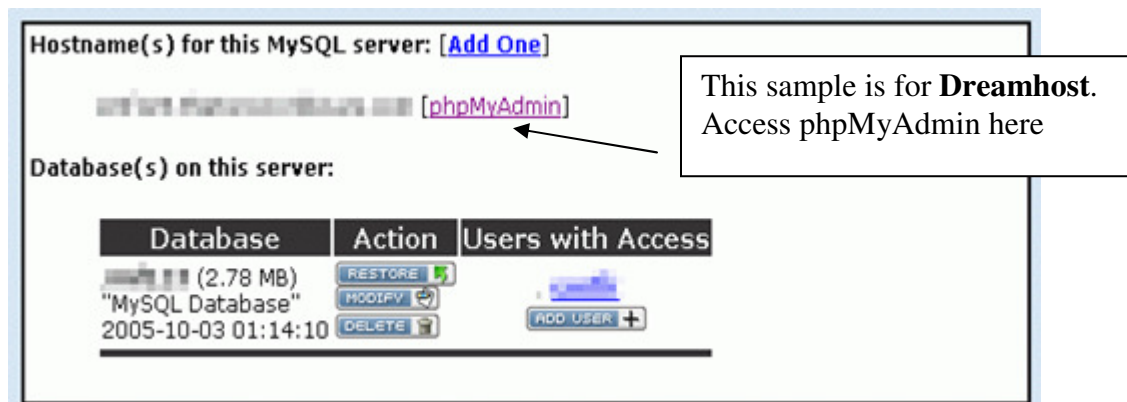 Hostname(s) for this MySQL server: [Add One]
This sample is for Dreamhost.
Access phpMyAdmin here
[phpMyAdmin]
Database(s) on this server:
Database Action Users with Access
(2.78 MB) RESTORE
"MySQL Database" MODIFY
2005-10-03 01:14:10 DELETE ADD USER